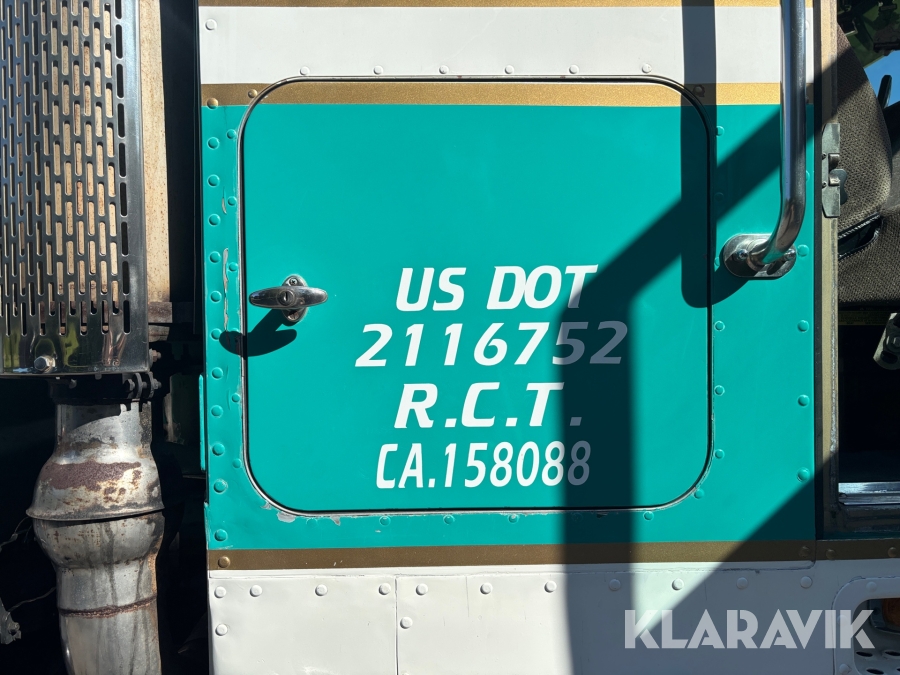 US DOT
2116752
R.C.T.
CA.158088
KLARAVIK